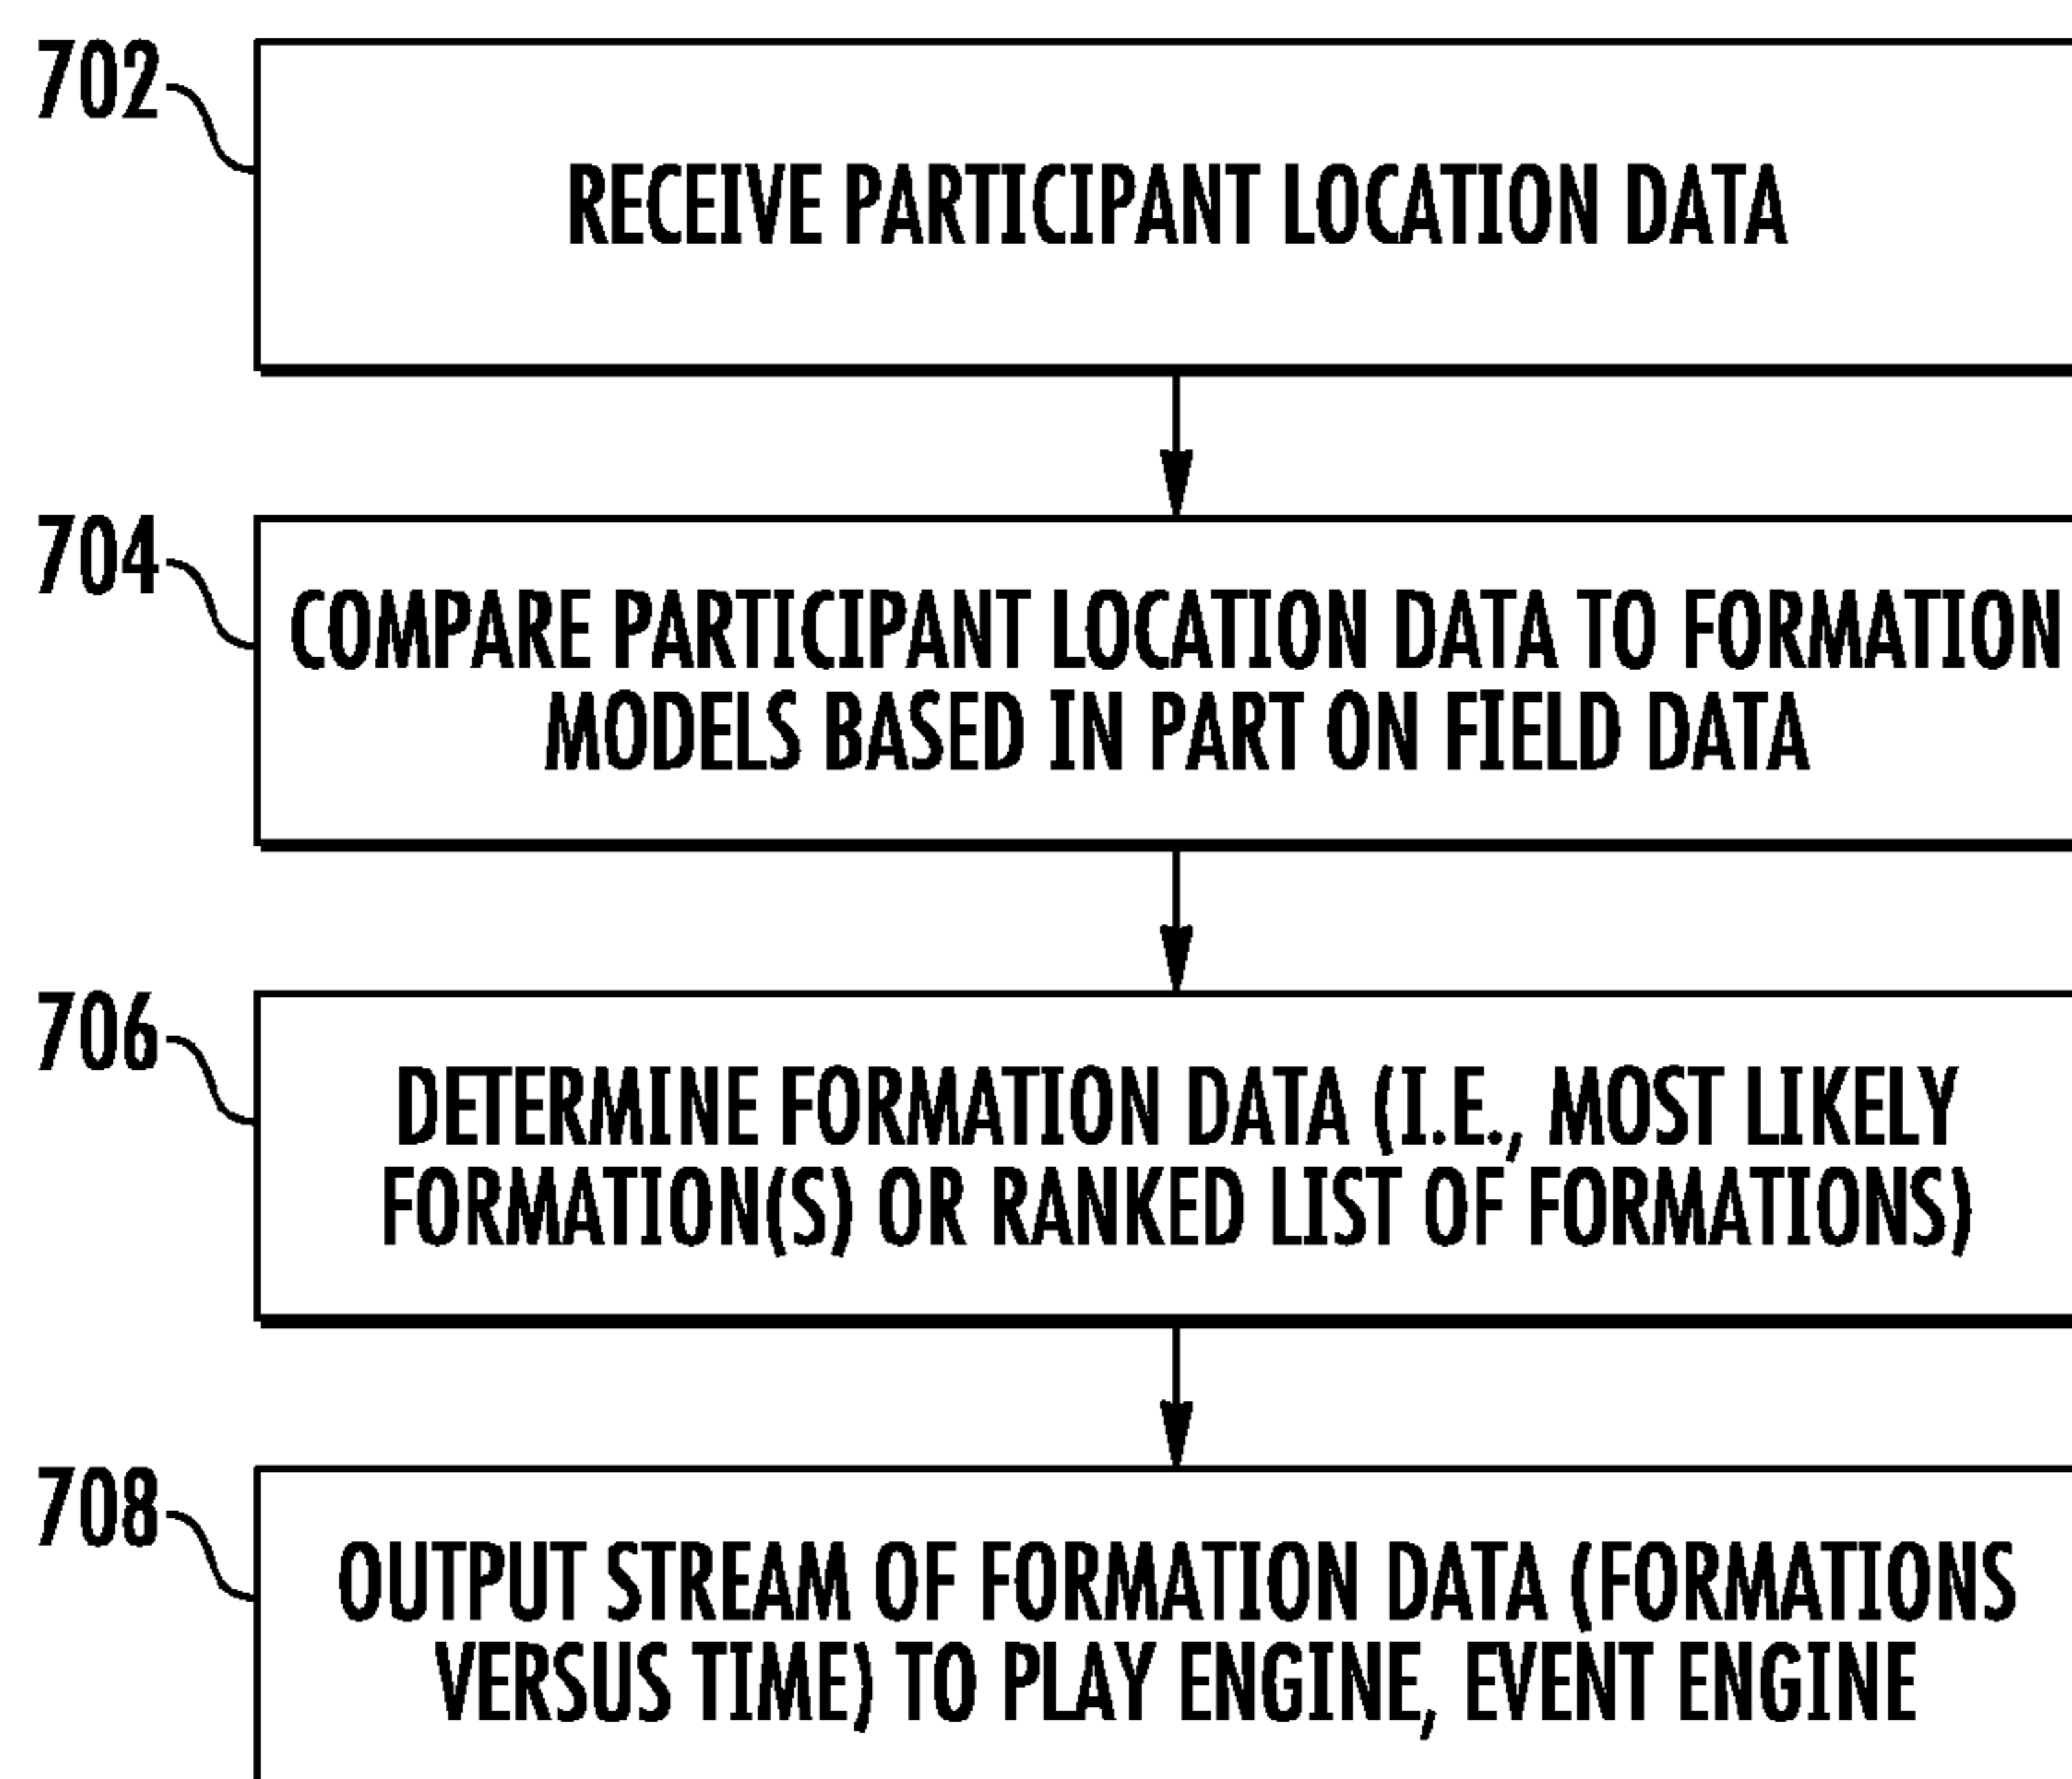 702
RECEIVE PARTICIPANT LOCATION DATA
704
COMPARE PARTICIPANT LOCATION DATA TO FORMATION
MODELS BASED IN PART ON FIELD DATA
706
DETERMINE FORMATION DATA (I.E., MOST LIKELY
FORMATION(S) OR RANKED LIST OF FORMATIONS)
708
OUTPUT STREAM OF FORMATION DATA (FORMATIONS
VERSUS TIME) TO PLAY ENGINE, EVENT ENGINE